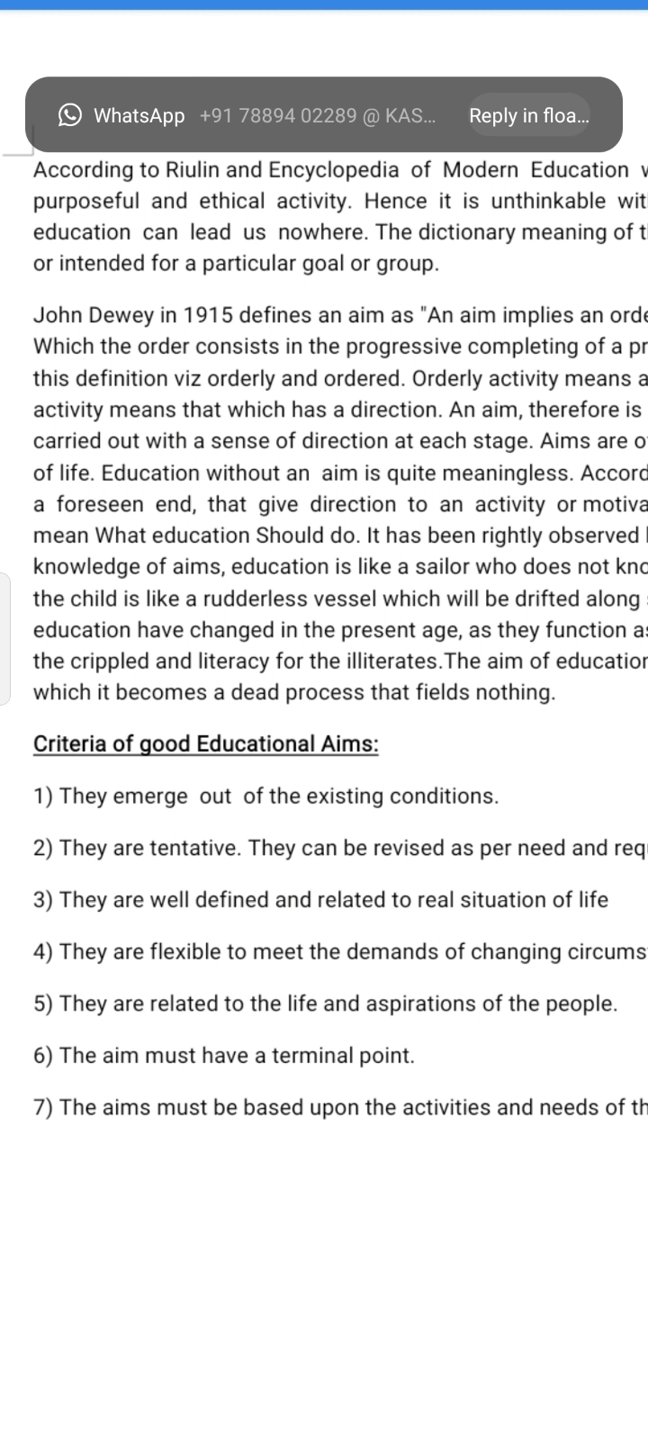 WhatsApp +91 78894 02289 @ KAS... Reply in floa...
According to Riulin and Encyclopedia of Modern Education
purposeful and ethical activity. Hence it is unthinkable
education can lead us nowhere. The dictionary meaning of
or intended for a particular goal or group.
John Dewey in 1915 defines an aim as "An aim implies an
Which the order consists in the progressive completing of a
this definition viz orderly and ordered. Orderly activity means a
activity means that which has a direction. An aim, therefore is
carried out with a sense of direction at each stage. Aims are
of life. Education without an aim is quite meaningless.
a foreseen end, that give direction to an activity or
mean What education Should do. It has been rightly observed
knowledge of aims, education is like a sailor who does not
the child is like a rudderless vessel which will be drifted along
education have changed in the present age, as they function
the crippled and literacy for the illiterates.The aim of
which it becomes a dead process that fields nothing.
Criteria of good Educational Aims:
1) They emerge out of the existing conditions.
2) They are tentative. They can be revised as per need and
3) They are well defined and related to real situation of life
4) They are flexible to meet the demands of changing
5) They are related to the life and aspirations of the people.
6) The aim must have a terminal point.
7) The aims must be based upon the activities and needs of